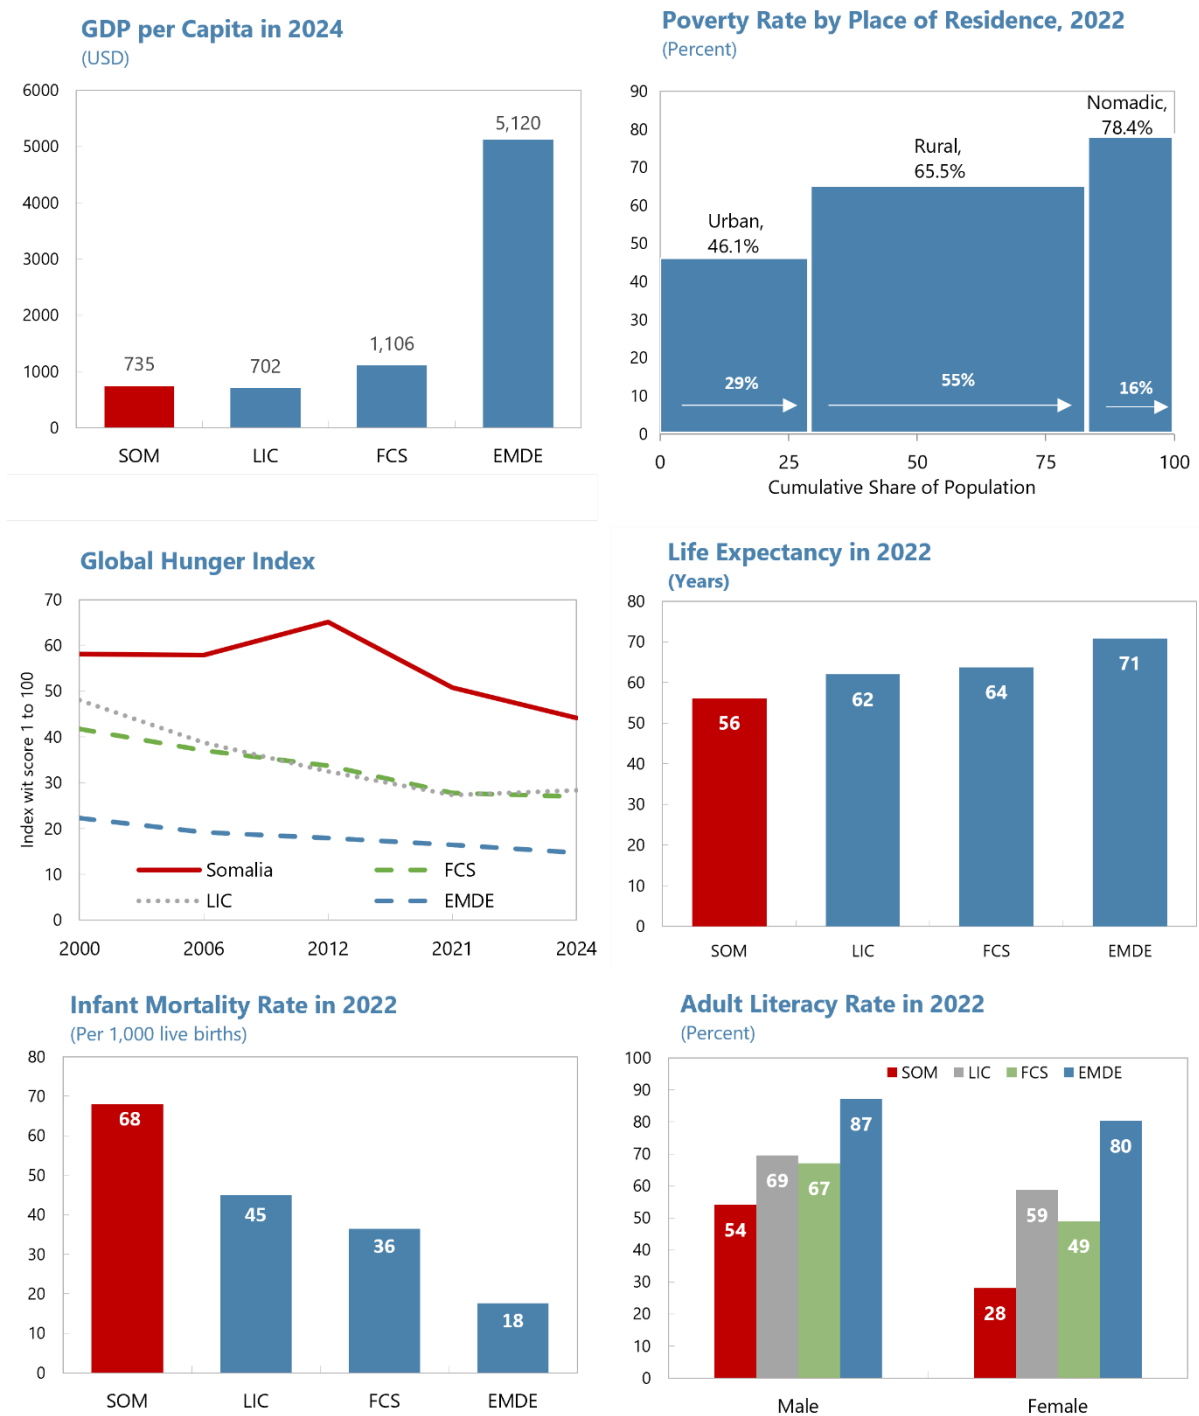 GDP per Capita in 2024
(USD)
6000
5000
4000
3000
2000
1000
0
735
702
1,106
5,120
SOM
LIC
FCS
EMDE
Poverty Rate by Place of Residence, 2022
(Percent)
90
80
70
60
50
40
30
20
10
0
Urban,
46.1%
Rural,
65.5%
Nomadic,
78.4%
29%
55%
16%
0
25
50
75
100
Cumulative Share of Population
Global Hunger Index
Index wit score 1 to 100
70
60
50
40
30
20
10
0
Somalia
FCS
LIC
EMDE
2000
2006
2012
2021
2024
Life Expectancy in 2022
(Years)
80
70
60
50
40
30
20
10
0
56
62
64
71
SOM
LIC
FCS
EMDE
Infant Mortality Rate in 2022
(Per 1,000 live births)
80
70
60
50
40
30
20
10
0
68
45
36
18
SOM
LIC
FCS
EMDE
Adult Literacy Rate in 2022
(Percent)
100
90
80
70
60
50
40
30
20
10
0
SOM
LIC
FCS
EMDE
54
69
67
87
28
59
49
80
Male
Female